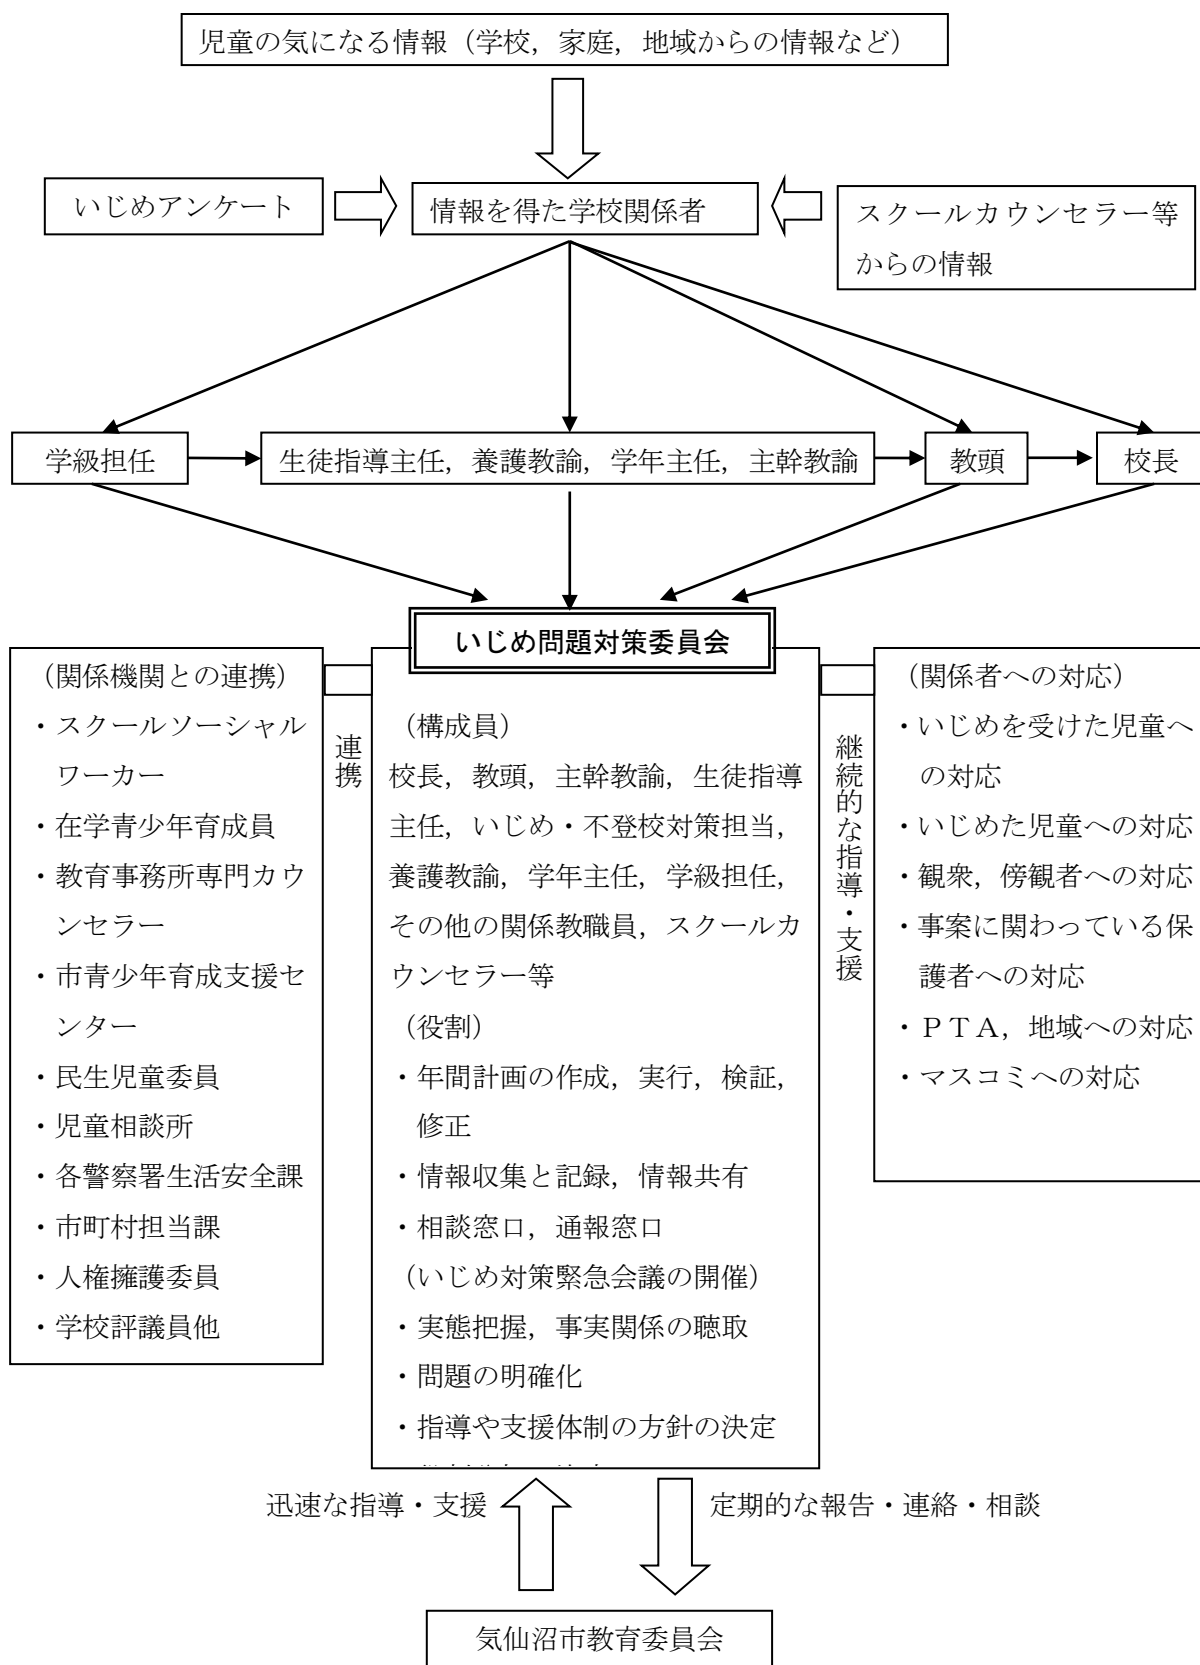 児童の気になる情報（学校，家庭，地域からの情報など）
いじめアンケート
情報を得た学校関係者
スクールカウンセラー等
からの情報
学級担任
生徒指導主任，養護教諭，学年主任，主幹教諭
教頭
校長
いじめ問題対策委員会
（関係機関との連携）
・スクールソーシャル
ワーカー
・在学青少年育成員
・教育事務所専門カウ
ンセラー
・市青少年育成支援セ
ンター
・民生児童委員
・児童相談所
・各警察署生活安全課
・市町村担当課
・人権擁護委員
・学校評議員他
連携
（構成員）
校長，教頭，主幹教諭，生徒指導
主任，いじめ・不登校対策担当，
養護教諭，学年主任，学級担任，
その他の関係教職員，スクールカ
ウンセラー等
（役割）
・年間計画の作成，実行，検証，
修正
・情報収集と記録，情報共有
・相談窓口，通報窓口
（いじめ対策緊急会議の開催）
・実態把握，事実関係の聴取
・問題の明確化
・指導や支援体制の方針の決定
継続的な指導・支援
（関係者への対応）
・いじめを受けた児童へ
の対応
・いじめた児童への対応
・観衆，傍観者への対応
・事案に関わっている保
護者への対応
・ＰＴＡ，地域への対応
・マスコミへの対応
迅速な指導・支援
定期的な報告・連絡・相談
気仙沼市教育委員会